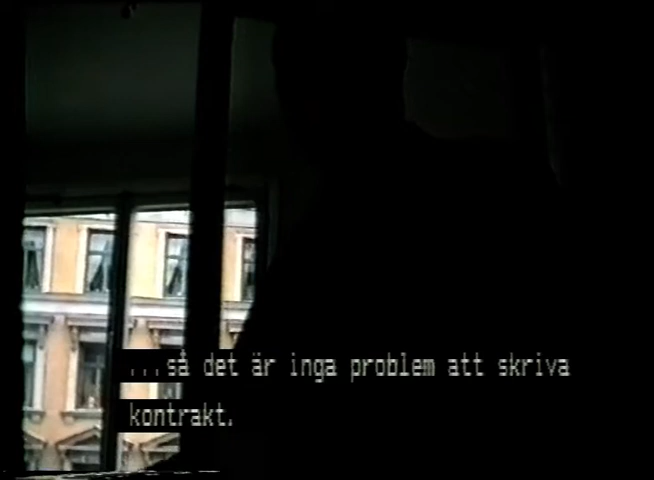 ...så det är inga problem att skriva
kontrakt.